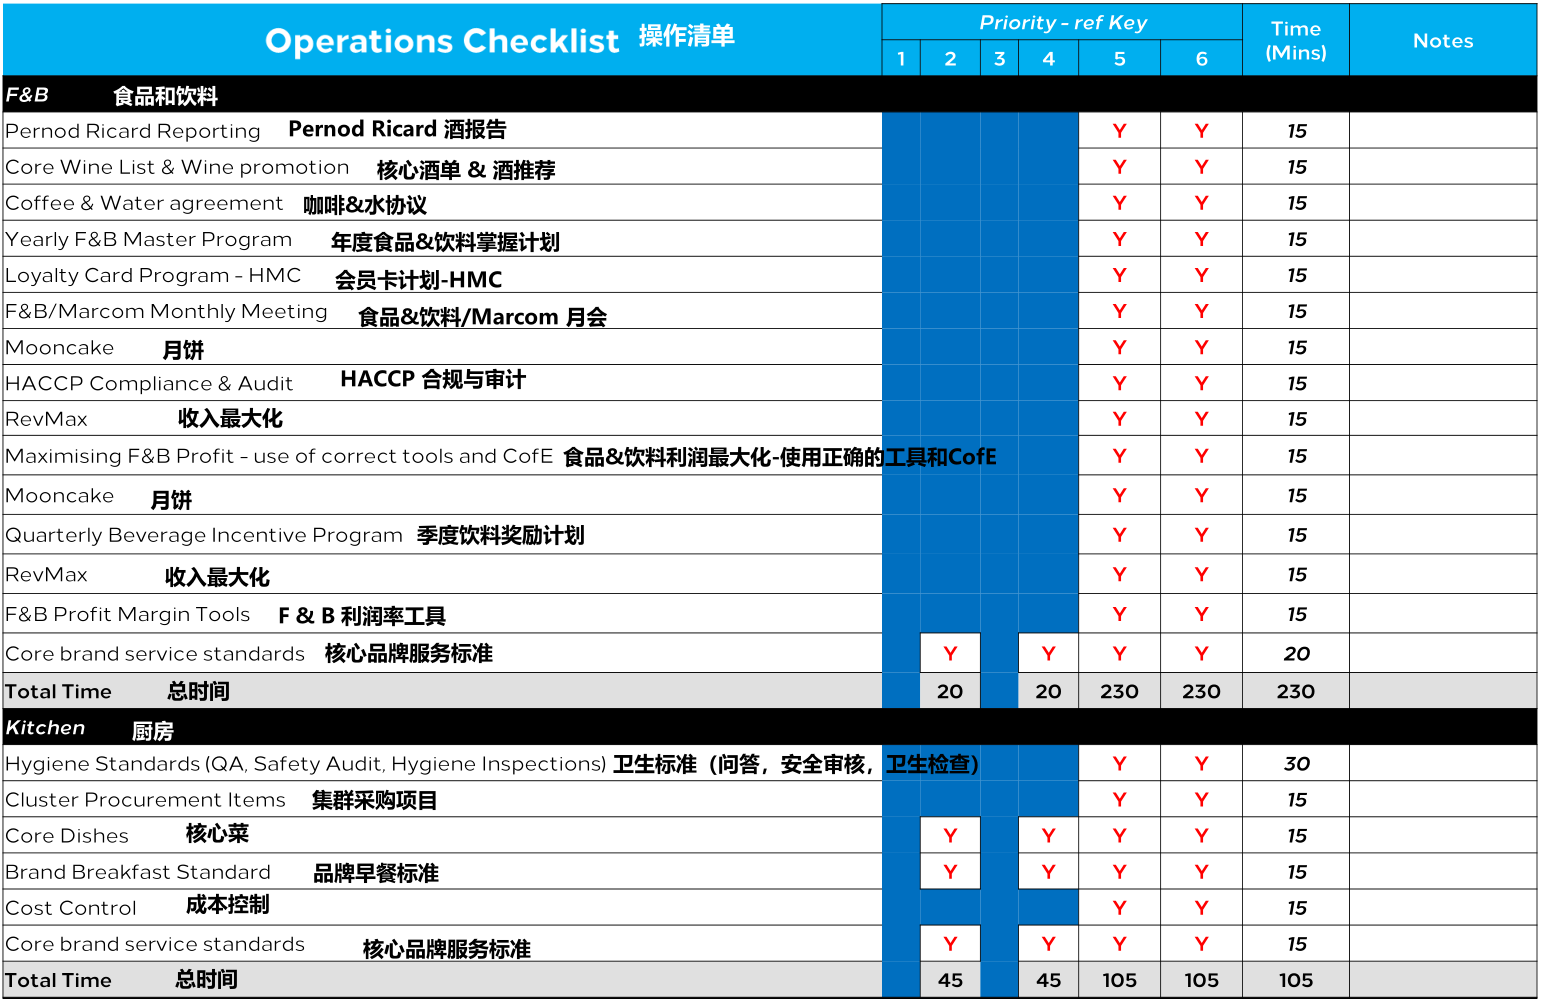 Operations Checklist 操作清单 Priority - ref Key Time (Mins) Notes
1 2 3 4 5 6
F&B 食品和饮料
Pernod Ricard Reporting Pernod Ricard 酒报告 Y Y 15
Core Wine List & Wine promotion 核心酒单 & 酒推荐 Y Y 15
Coffee & Water agreement 咖啡&水协议 Y Y 15
Yearly F&B Master Program 年度食品&饮料掌握计划 Y Y 15
Loyalty Card Program - HMC 会员卡计划-HMC Y Y 15
F&B/Marcom Monthly Meeting 食品&饮料/Marcom 月会 Y Y 15
Mooncake 月饼 Y Y 15
HACCP Compliance & Audit HACCP 合规与审计 Y Y 15
RevMax 收入最大化 Y Y 15
Maximising F&B Profit - use of correct tools and CofE 食品&饮料利润最大化-使用正确的工具和CofE Y Y 15
Mooncake 月饼 Y Y 15
Quarterly Beverage Incentive Program 季度饮料奖励计划 Y Y 15
RevMax 收入最大化 Y Y 15
F&B Profit Margin Tools F & B 利润率工具 Y Y 15
Core brand service standards 核心品牌服务标准 Y Y Y Y 20
Total Time 总时间 20 20 230 230 230
Kitchen 厨房
Hygiene Standards (QA, Safety Audit, Hygiene Inspections) 卫生标准（问答，安全审核，卫生检查） Y Y 30
Cluster Procurement Items 集群采购项目 Y Y 15
Core Dishes 核心菜 Y Y Y Y 15
Brand Breakfast Standard 品牌早餐标准 Y Y Y Y 15
Cost Control 成本控制 Y Y 15
Core brand service standards 核心品牌服务标准 Y Y Y Y 15
Total Time 总时间 45 45 105 105 105